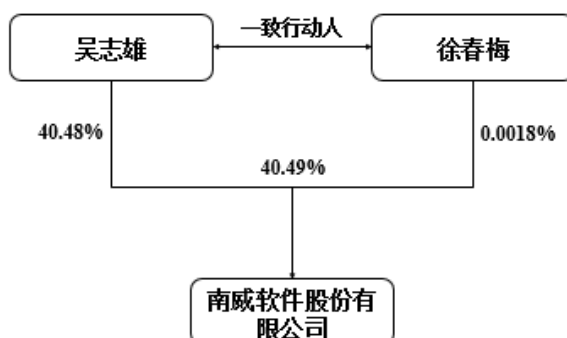 吴志雄
一致行动人
徐春梅
40.48%
0.0018%
40.49%
南威软件股份有
限公司